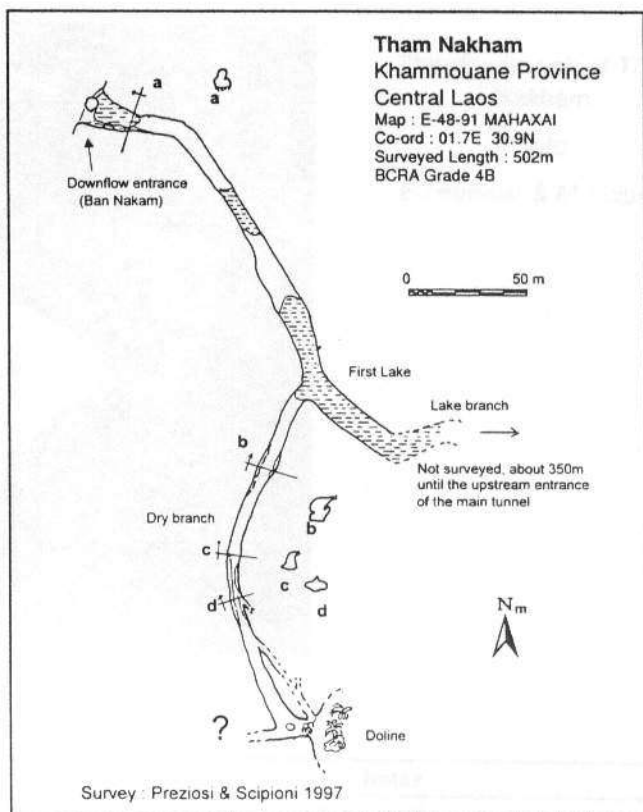 Tham Nakham
Khammouane Province
Central Laos
Map : E-48-91 MAHAXAI
Co-ord : 01.7E 30.9N
Surveyed Length : 502m
BCRA Grade 4B
a
a
Downflow entrance
(Ban Nakam)
0 50 m
First Lake
Lake branch
Not surveyed, about 350m
until the upstream entrance
of the main tunnel
b
b
Dry branch
c
c
d
d
Nm
?
Doline
Survey : Preziosi & Scipioni 1997